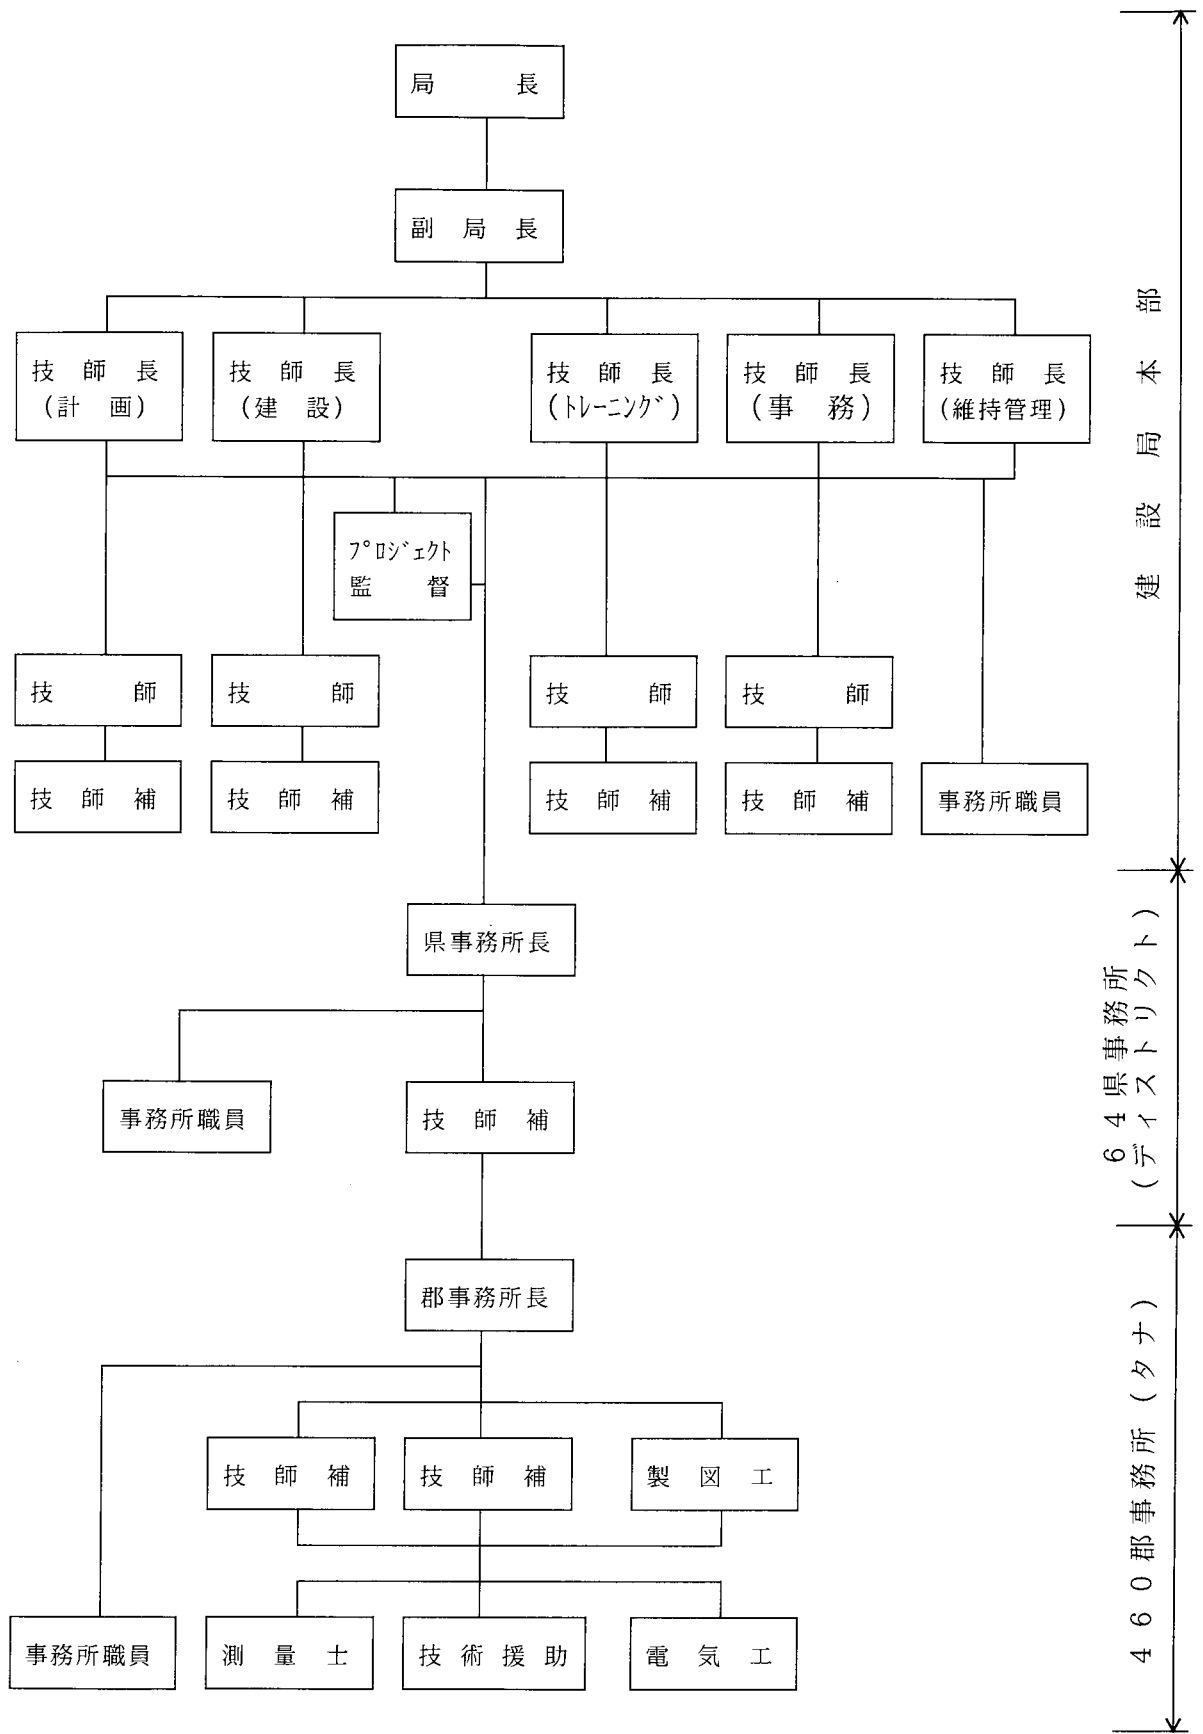 局長
副局長
技師長
(計画)
技師長
(建設)
技師長
(トレーニング)
技師長
(事務)
技師長
(維持管理)
プロジェクト
監督
技師
技師
技師
技師
技師補
技師補
技師補
技師補
事務所職員
建設局本部
県事務所長
事務所職員
技師補
64県事務所
(ディストリクト)
郡事務所長
技師補
技師補
製図工
事務所職員
測量士
技術援助
電気工
460郡事務所(タナ)